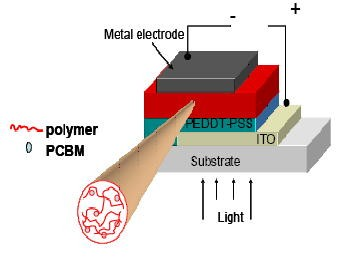 - +
Metal electrode
PEDDT-PSS
ITO
Substrate
Light
polymer
PCBM